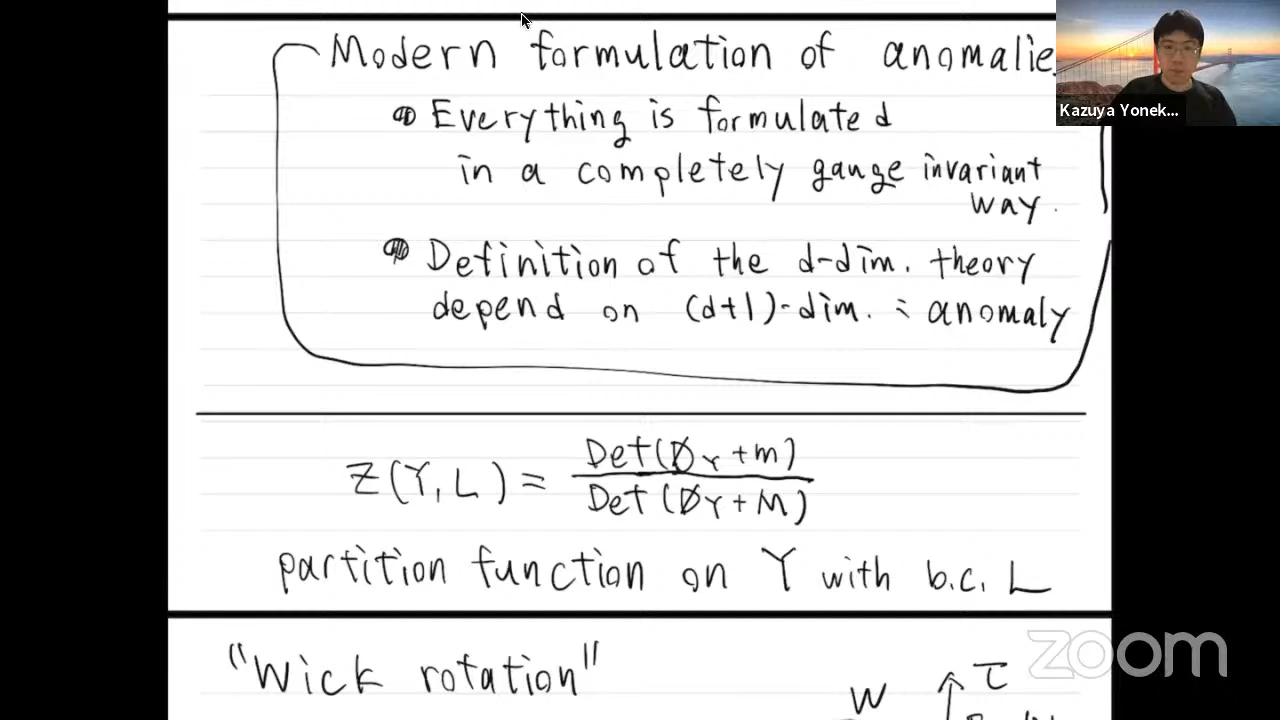 Modern formulation of anomalie
Kazuya Yonek...
Everything is formulated
in a completely gauge invariant
way.
Definition of the d-dim. theory
depend on (d+1)-dim. = anomaly
Z(Y, L) = Det(D̸_Y + m) / Det(D̸_Y + M)
partition function on Y with b.c. L
zoom
"Wick rotation"
W τ